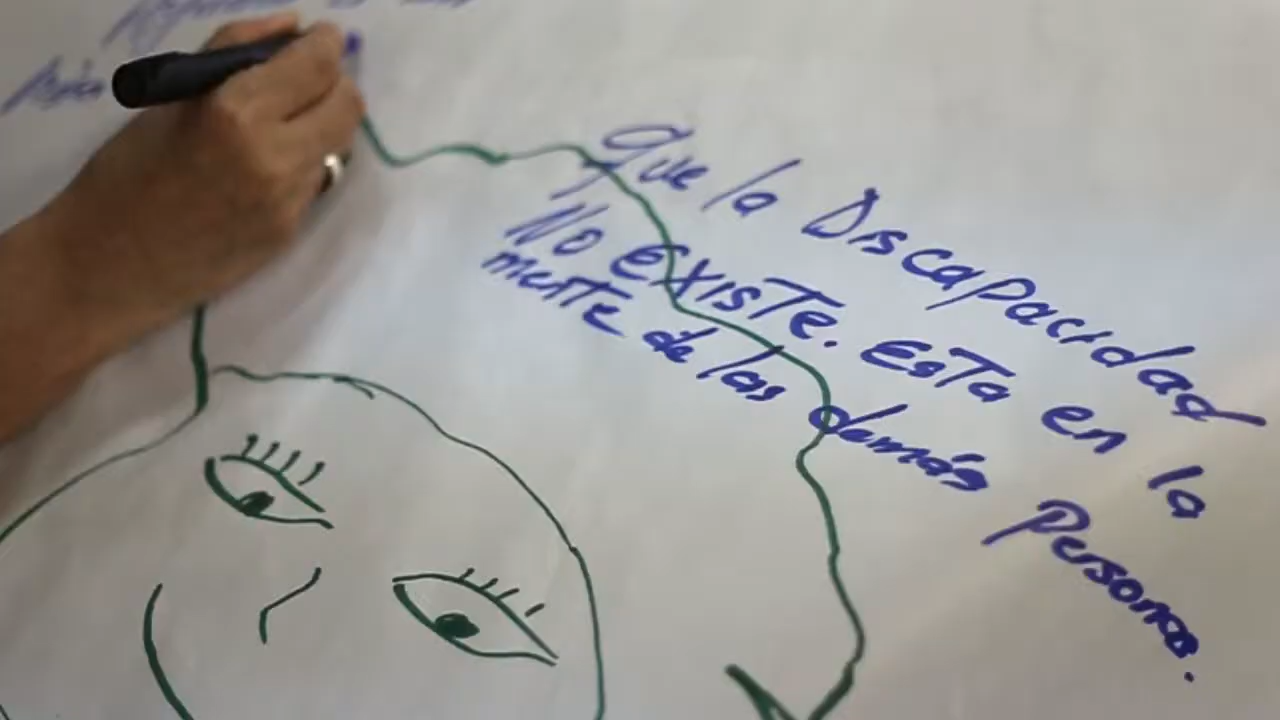 que la Discapacidad
No existe. Esta en la
mente de las demás personas.